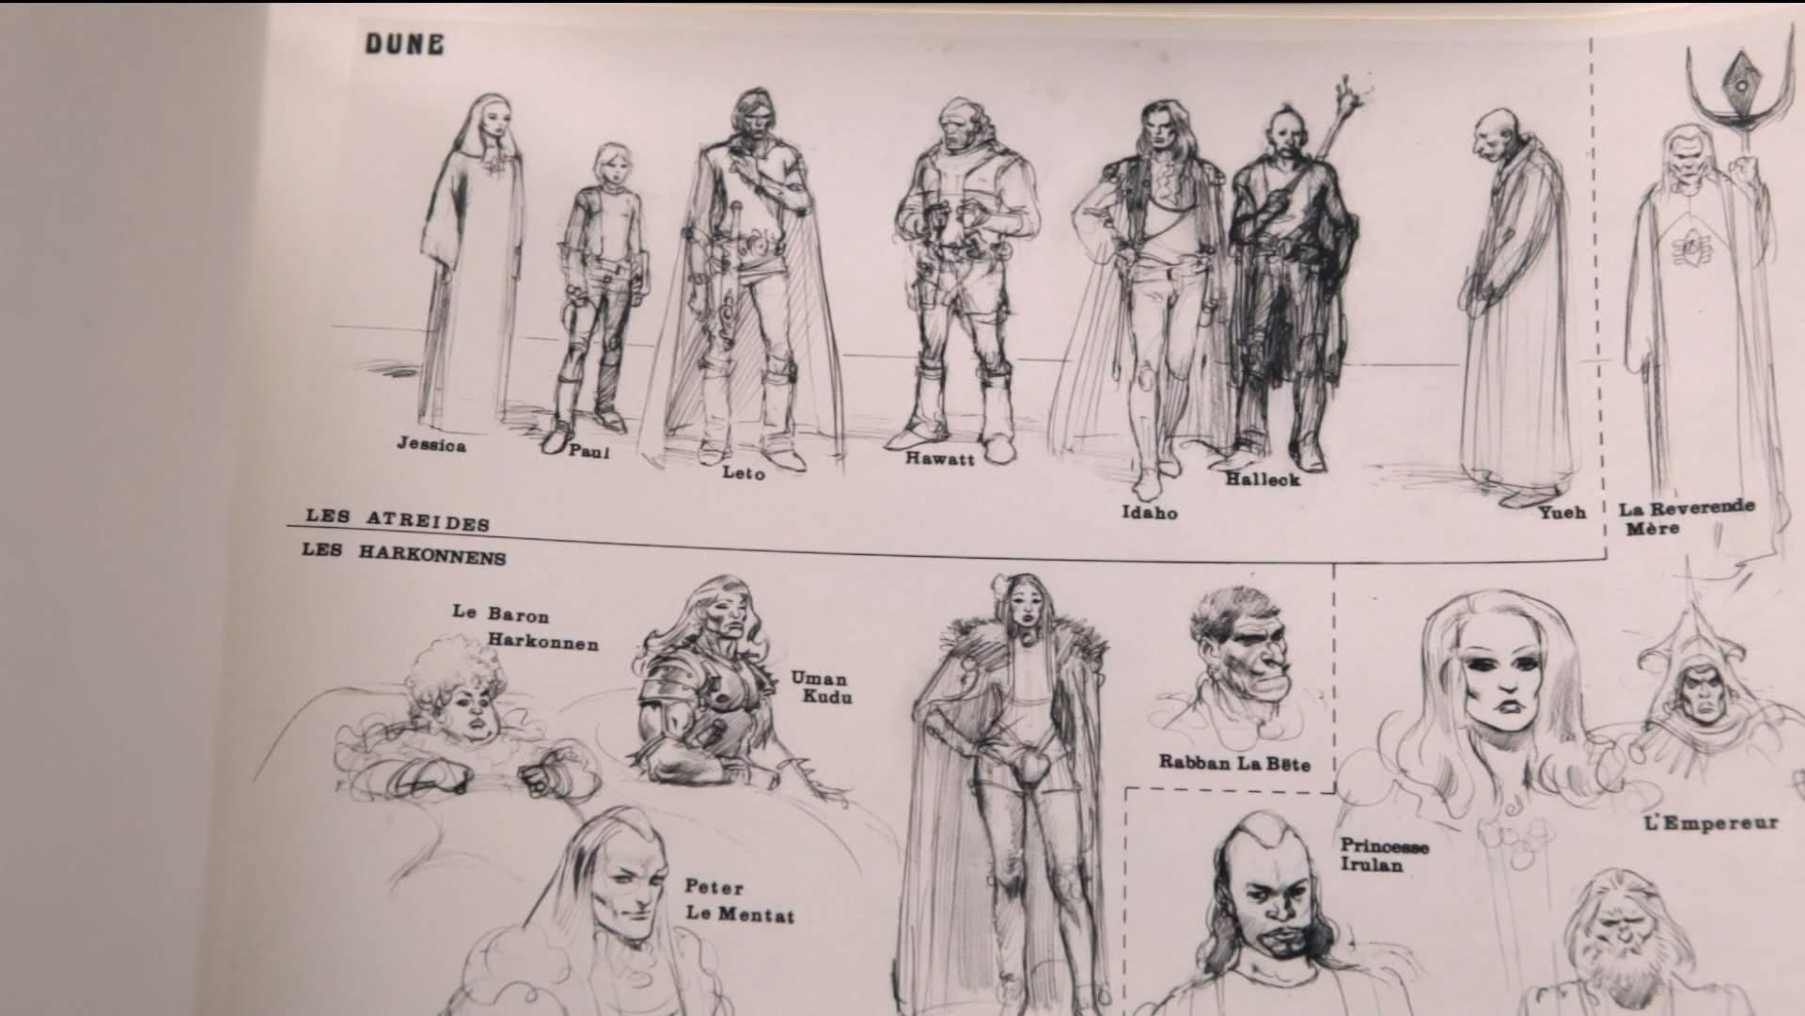 DUNE
Jessica
Paul
Leto
Hawatt
Idaho
Halleck
Yueh
La Reverende
Mère
LES ATREIDES
LES HARKONNENS
Le Baron
Harkonnen
Uman
Kudu
Rabban La Bête
Peter
Le Mentat
Princesse
Irulan
L'Empereur